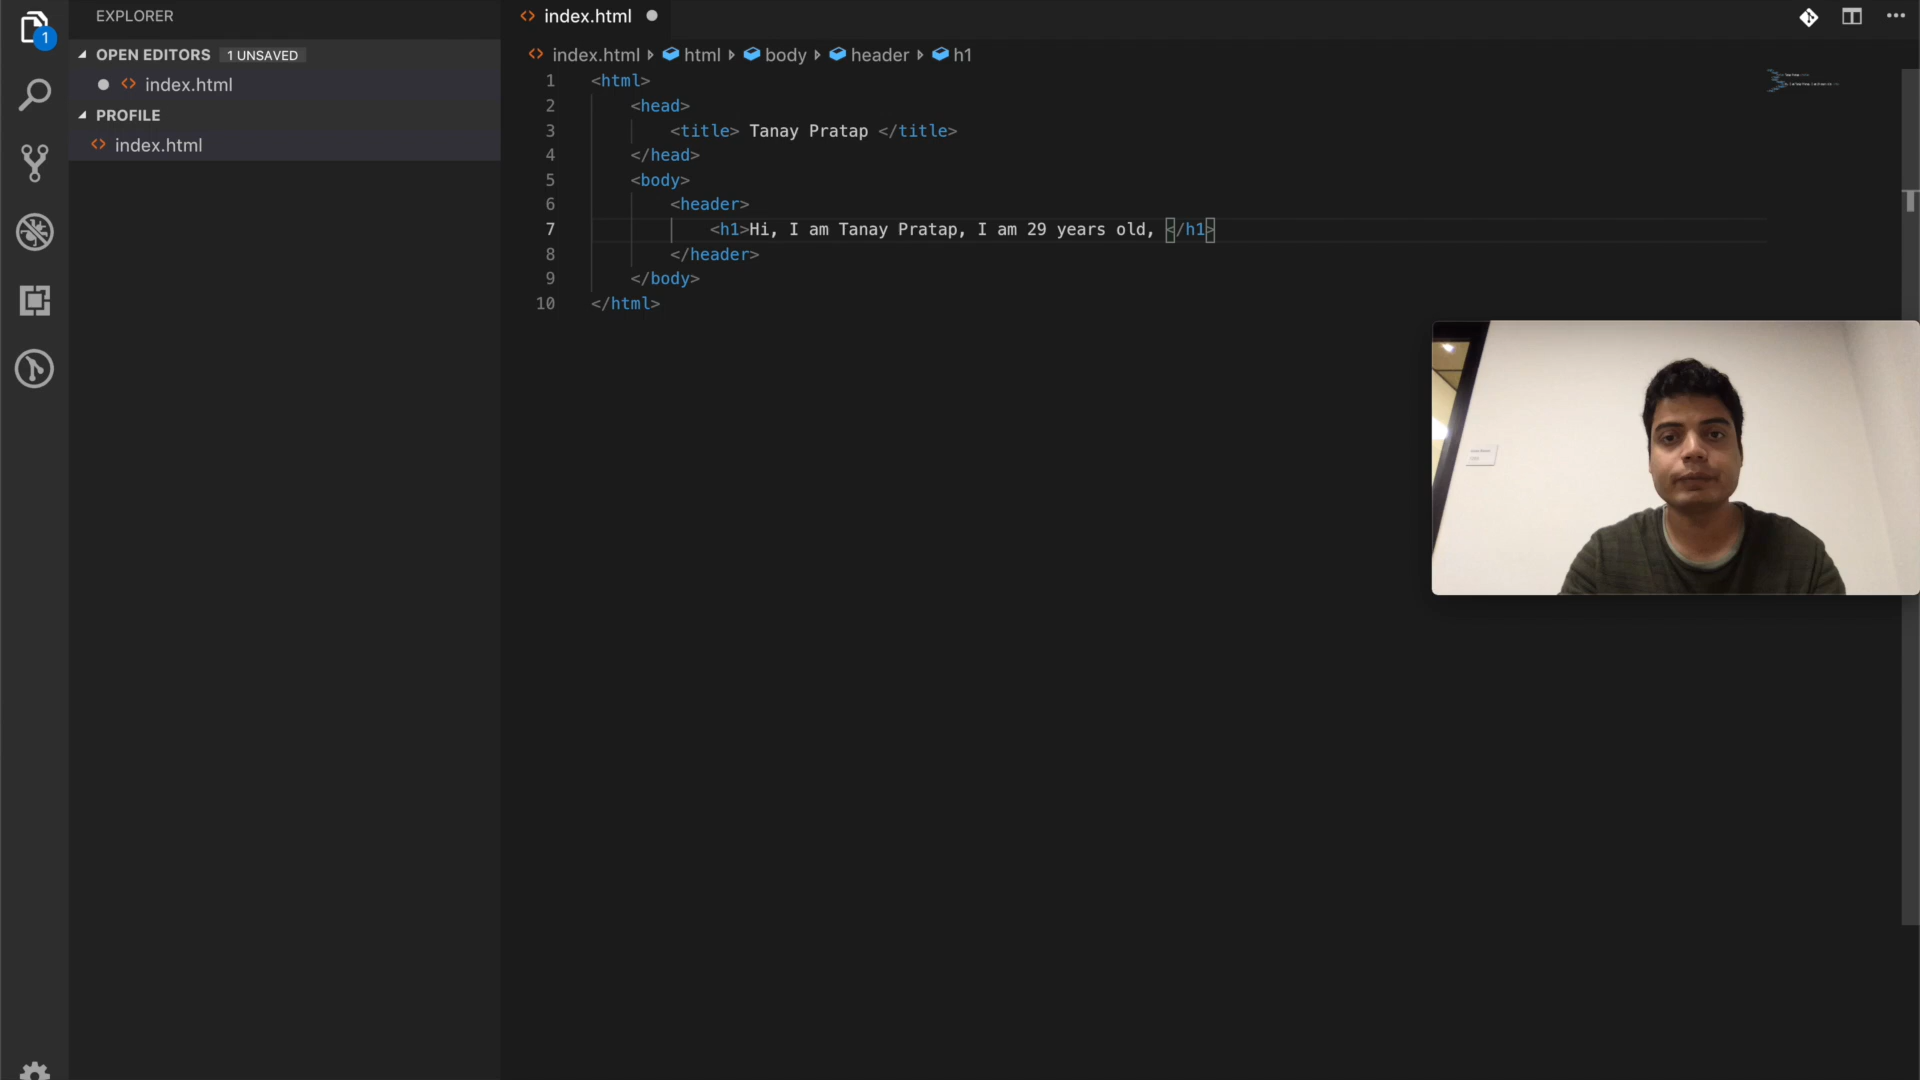 EXPLORER
OPEN EDITORS 1 UNSAVED
index.html
PROFILE
index.html
1
index.html
index.html html body header h1
1 <html>
2 <head>
3 <title> Tanay Pratap </title>
4 </head>
5 <body>
6 <header>
7 <h1>Hi, I am Tanay Pratap, I am 29 years old, </h1>
8 </header>
9 </body>
10 </html>